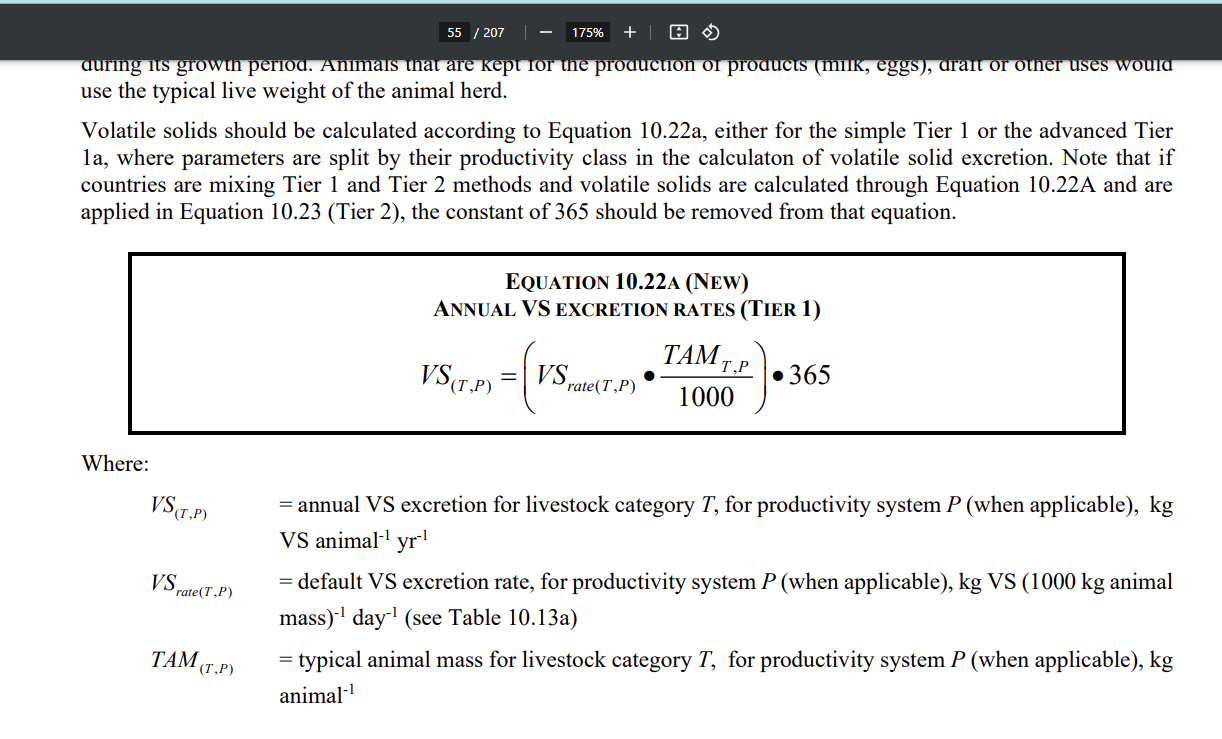 55 / 207
175%
during its growth period. Animals that are kept for the production of products (milk, eggs), draft or other uses would
use the typical live weight of the animal herd.
Volatile solids should be calculated according to Equation 10.22a, either for the simple Tier 1 or the advanced Tier
1a, where parameters are split by their productivity class in the calculaton of volatile solid excretion. Note that if
countries are mixing Tier 1 and Tier 2 methods and volatile solids are calculated through Equation 10.22A and are
applied in Equation 10.23 (Tier 2), the constant of 365 should be removed from that equation.
EQUATION 10.22A (NEW)
ANNUAL VS EXCRETION RATES (TIER 1)
VS(T,P) = (VSrate(T,P) • TAM T,P / 1000) • 365
Where:
VS(T,P) = annual VS excretion for livestock category T, for productivity system P (when applicable), kg
VS animal-1 yr-1
VSrate(T,P) = default VS excretion rate, for productivity system P (when applicable), kg VS (1000 kg animal
mass)-1 day-1 (see Table 10.13a)
TAM(T,P) = typical animal mass for livestock category T, for productivity system P (when applicable), kg
animal-1